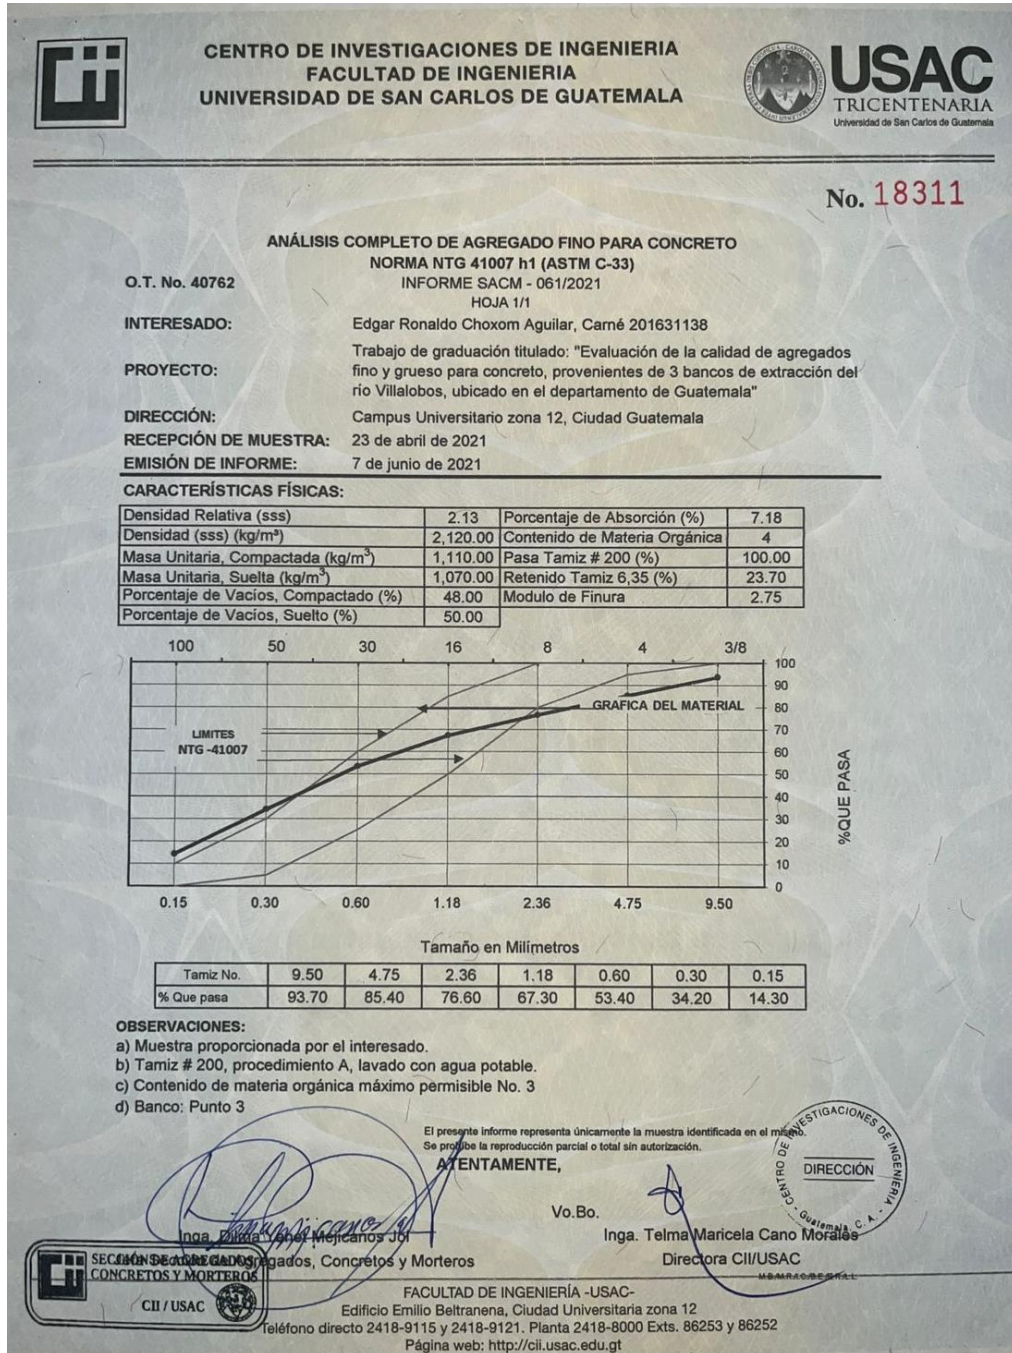 cii
CENTRO DE INVESTIGACIONES DE INGENIERIA
FACULTAD DE INGENIERIA
UNIVERSIDAD DE SAN CARLOS DE GUATEMALA
USAC
TRICENTENARIA
Universidad de San Carlos de Guatemala
No. 18311
ANÁLISIS COMPLETO DE AGREGADO FINO PARA CONCRETO
NORMA NTG 41007 h1 (ASTM C-33)
O.T. No. 40762 INFORME SACM - 061/2021
HOJA 1/1
INTERESADO: Edgar Ronaldo Choxom Aguilar, Carné 201631138
PROYECTO: Trabajo de graduación titulado: "Evaluación de la calidad de agregados
fino y grueso para concreto, provenientes de 3 bancos de extracción del
río Villalobos, ubicado en el departamento de Guatemala"
DIRECCIÓN: Campus Universitario zona 12, Ciudad Guatemala
RECEPCIÓN DE MUESTRA: 23 de abril de 2021
EMISIÓN DE INFORME: 7 de junio de 2021
CARACTERÍSTICAS FÍSICAS:
Densidad Relativa (sss) 2.13 Porcentaje de Absorción (%) 7.18
Densidad (sss) (kg/m³) 2,120.00 Contenido de Materia Orgánica 4
Masa Unitaria, Compactada (kg/m³) 1,110.00 Pasa Tamiz # 200 (%) 100.00
Masa Unitaria, Suelta (kg/m³) 1,070.00 Retenido Tamiz 6,35 (%) 23.70
Porcentaje de Vacíos, Compactado (%) 48.00 Modulo de Finura 2.75
Porcentaje de Vacíos, Suelto (%) 50.00
100 50 30 16 8 4 3/8
100
90
80
70
60
50
40
30
20
10
0
%QUE PASA
GRAFICA DEL MATERIAL
LIMITES
NTG -41007
0.15 0.30 0.60 1.18 2.36 4.75 9.50
Tamaño en Milímetros
Tamiz No. 9.50 4.75 2.36 1.18 0.60 0.30 0.15
% Que pasa 93.70 85.40 76.60 67.30 53.40 34.20 14.30
OBSERVACIONES:
a) Muestra proporcionada por el interesado.
b) Tamiz # 200, procedimiento A, lavado con agua potable.
c) Contenido de materia orgánica máximo permisible No. 3
d) Banco: Punto 3
El presente informe representa únicamente la muestra identificada en el mismo.
Se prohíbe la reproducción parcial o total sin autorización.
ATENTAMENTE,
CENTRO DE INVESTIGACIONES DE INGENIERIA
DIRECCIÓN
Guatemala, C. A.
Vo.Bo.
Inga. Dilma Mejicanos Jol
Inga. Telma Maricela Cano Morales
Agregados, Concretos y Morteros
Directora CII/USAC
SECCIÓN DE AGREGADOS
CONCRETOS Y MORTEROS
CII / USAC
FACULTAD DE INGENIERÍA -USAC-
Edificio Emilio Beltranena, Ciudad Universitaria zona 12
Teléfono directo 2418-9115 y 2418-9121. Planta 2418-8000 Exts. 86253 y 86252
Página web: http://cii.usac.edu.gt